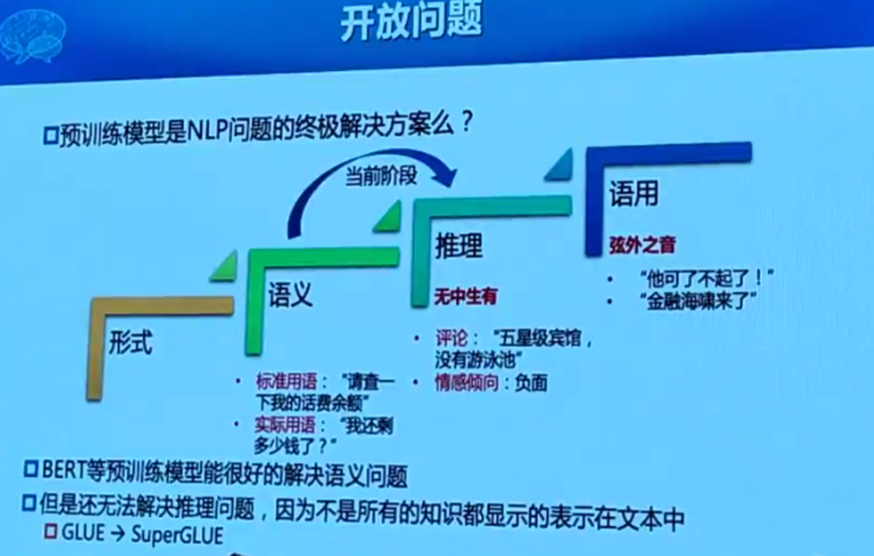 开放问题
预训练模型是NLP问题的终极解决方案么？
当前阶段
形式
语义
标准用语：“请查一
下我的话费余额”
实际用语：“我还剩
多少钱了？”
推理
无中生有
评论：“五星级宾馆，
没有游泳池”
情感倾向：负面
语用
弦外之音
“他可了不起了！”
“金融海啸来了”
BERT等预训练模型能很好的解决语义问题
但是还无法解决推理问题，因为不是所有的知识都显示的表示在文本中
GLUE → SuperGLUE